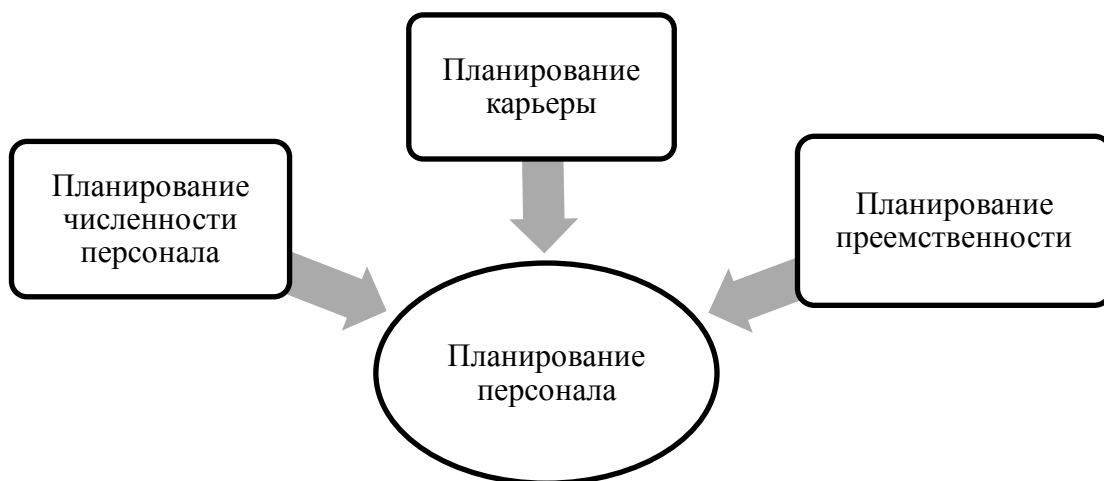 Планирование
карьеры
Планирование
численности
персонала
Планирование
преемственности
Планирование
персонала